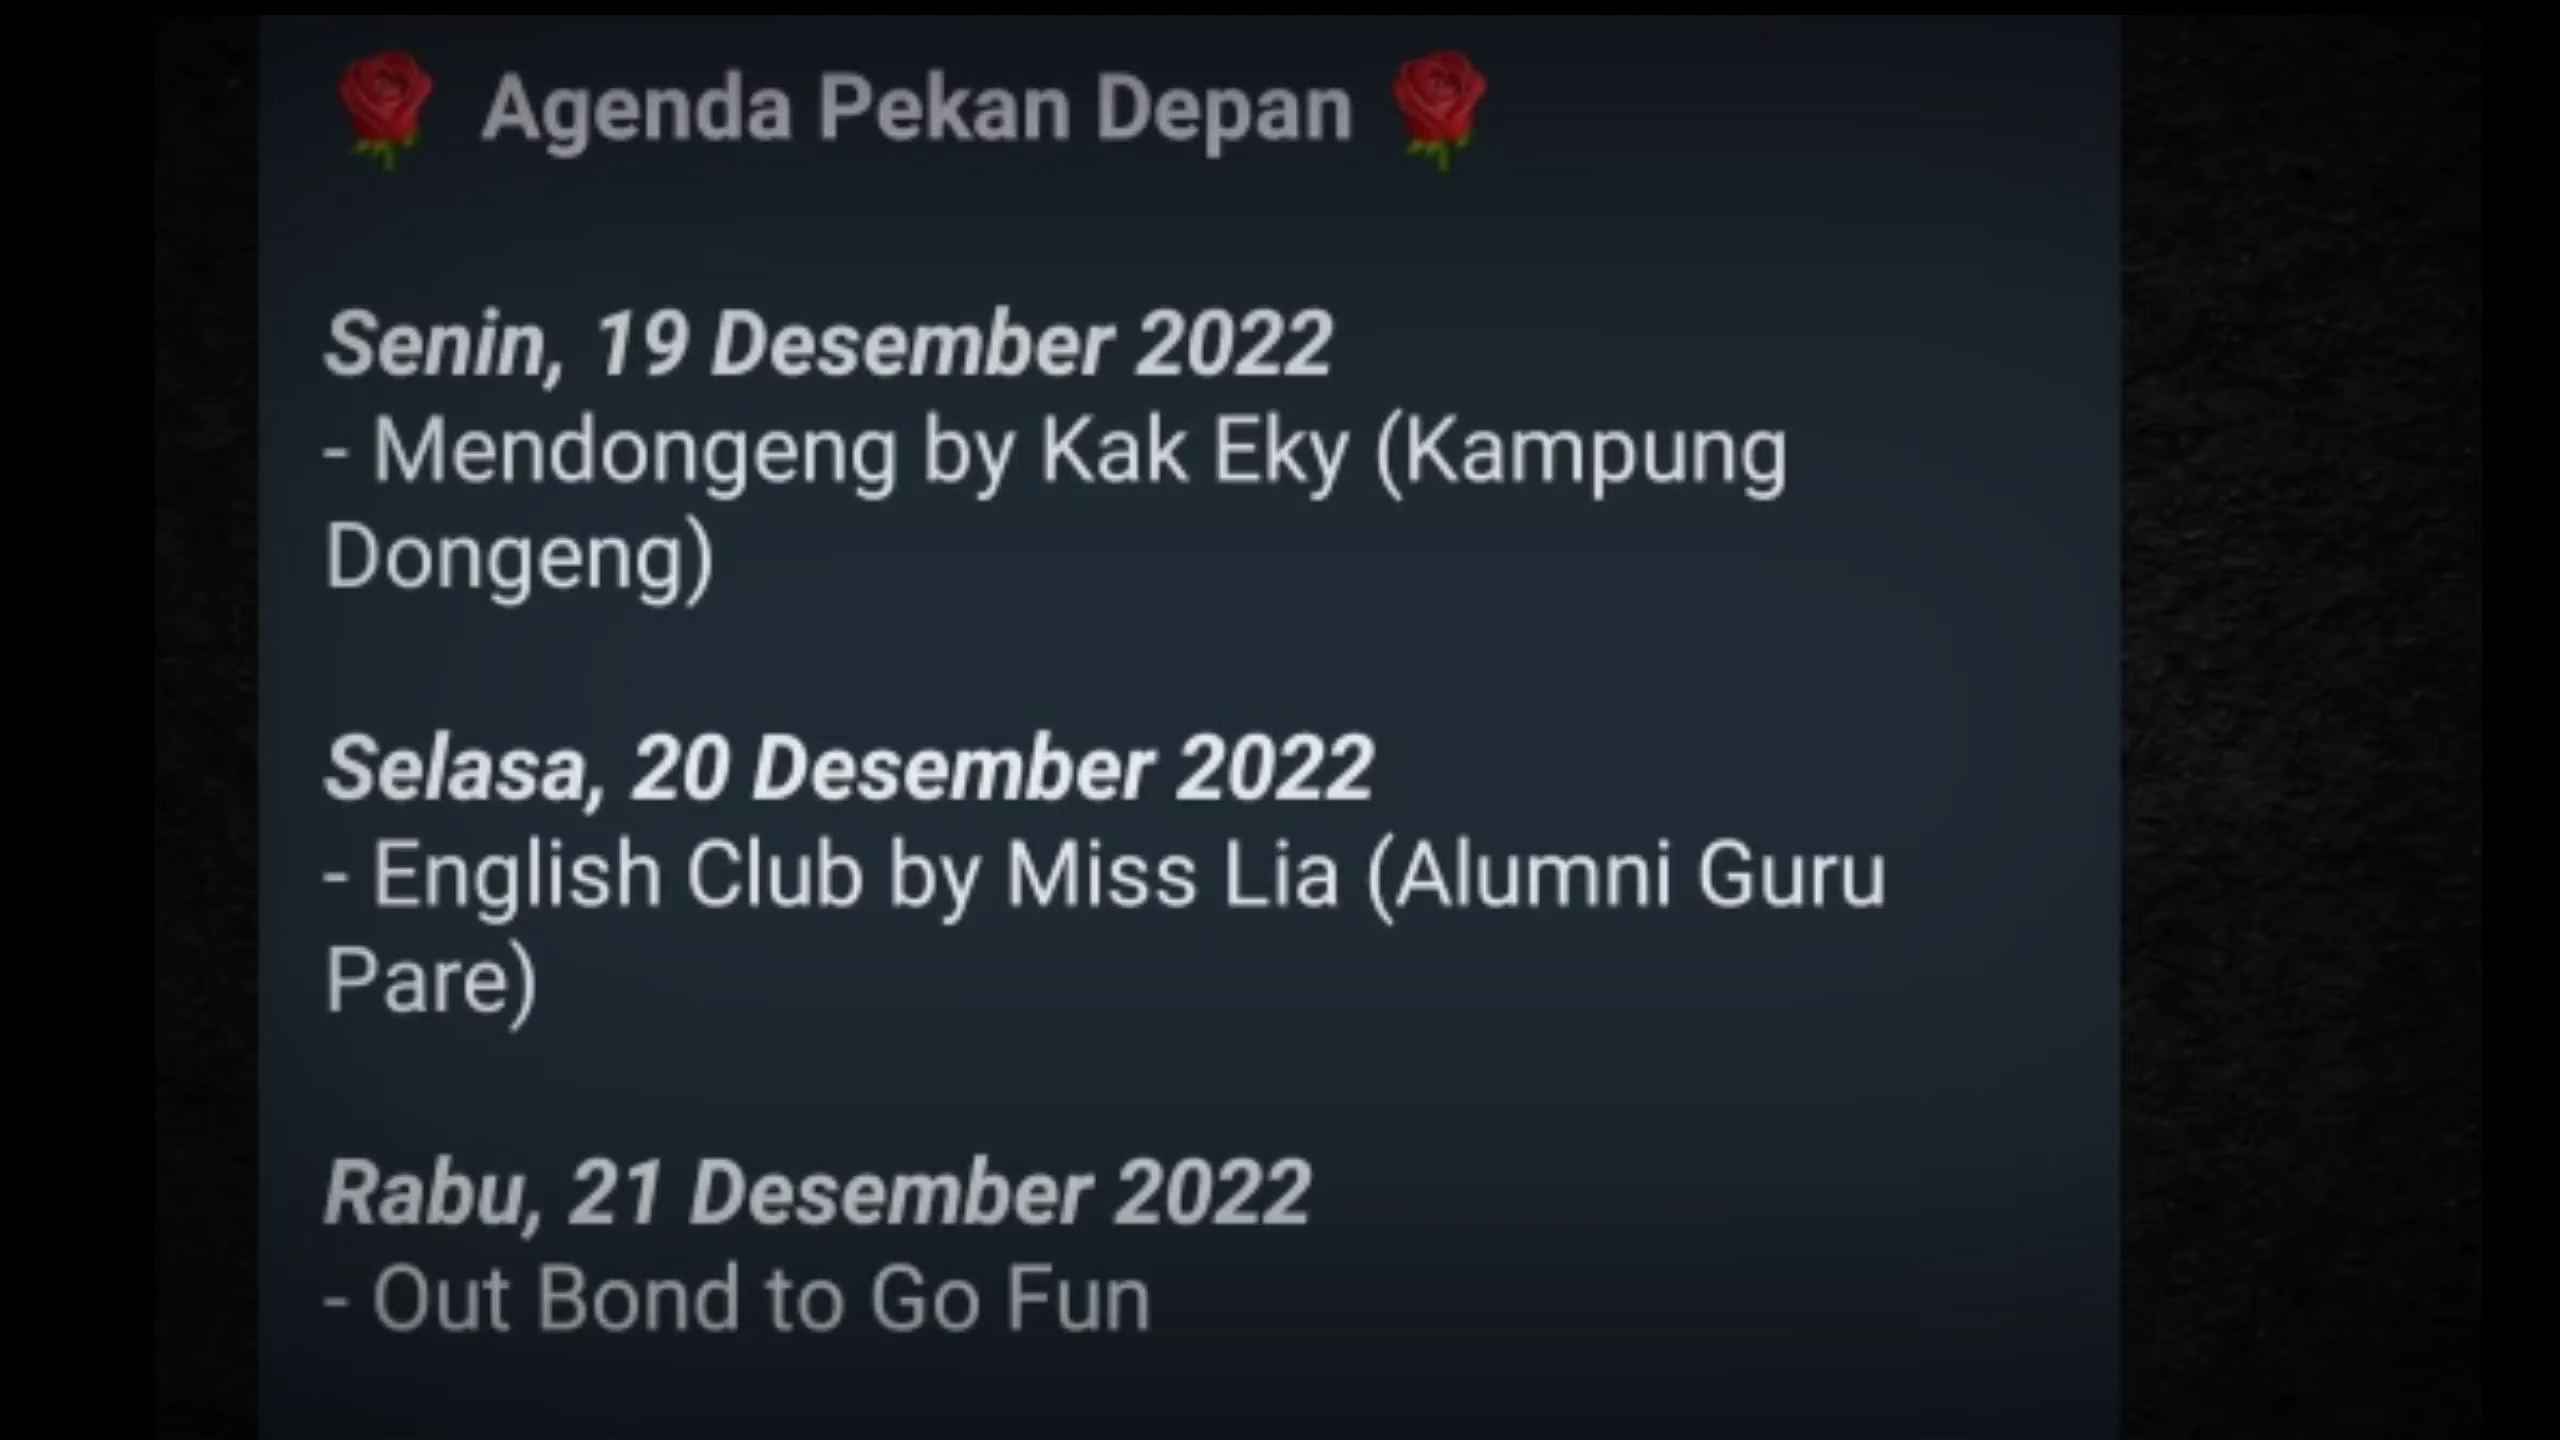 🌹 Agenda Pekan Depan 🌹
Senin, 19 Desember 2022
- Mendongeng by Kak Eky (Kampung
Dongeng)
Selasa, 20 Desember 2022
- English Club by Miss Lia (Alumni Guru
Pare)
Rabu, 21 Desember 2022
- Out Bond to Go Fun